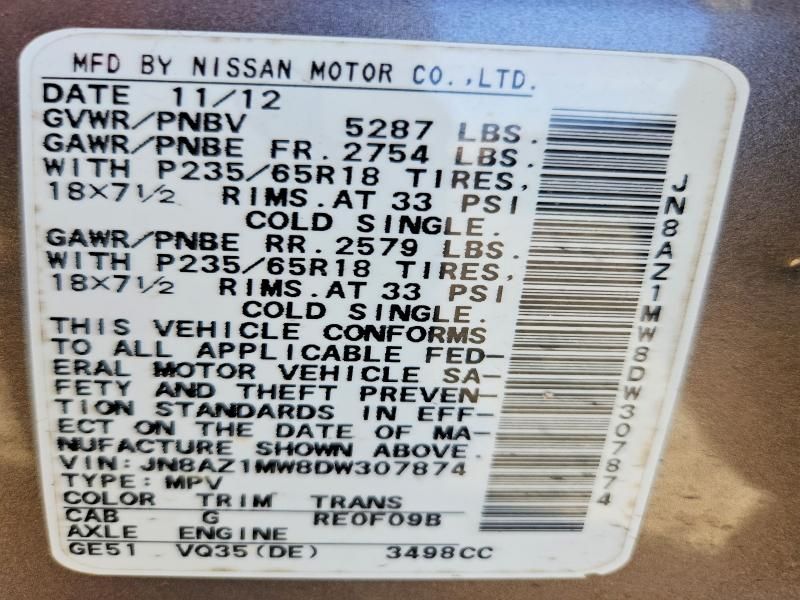 MFD BY NISSAN MOTOR CO.,LTD.
DATE 11/12
GVWR/PNBV 5287 LBS.
GAWR/PNBE FR. 2754 LBS.
WITH P235/65R18 TIRES,
18×7 1/2 RIMS. AT 33 PSI
COLD SINGLE.
GAWR/PNBE RR. 2579 LBS.
WITH P235/65R18 TIRES,
18×7 1/2 RIMS. AT 33 PSI
COLD SINGLE.
THIS VEHICLE CONFORMS
TO ALL APPLICABLE FED-
ERAL MOTOR VEHICLE SA-
FETY AND THEFT PREVEN-
TION STANDARDS IN EFF-
ECT ON THE DATE OF MA-
NUFACTURE SHOWN ABOVE.
VIN: JN8AZ1MW8DW307874
TYPE: MPV
COLOR TRIM TRANS
CAB G RE0F09B
AXLE ENGINE
GE51 VQ35(DE) 3498CC
JN8AZ1MW8DW307874